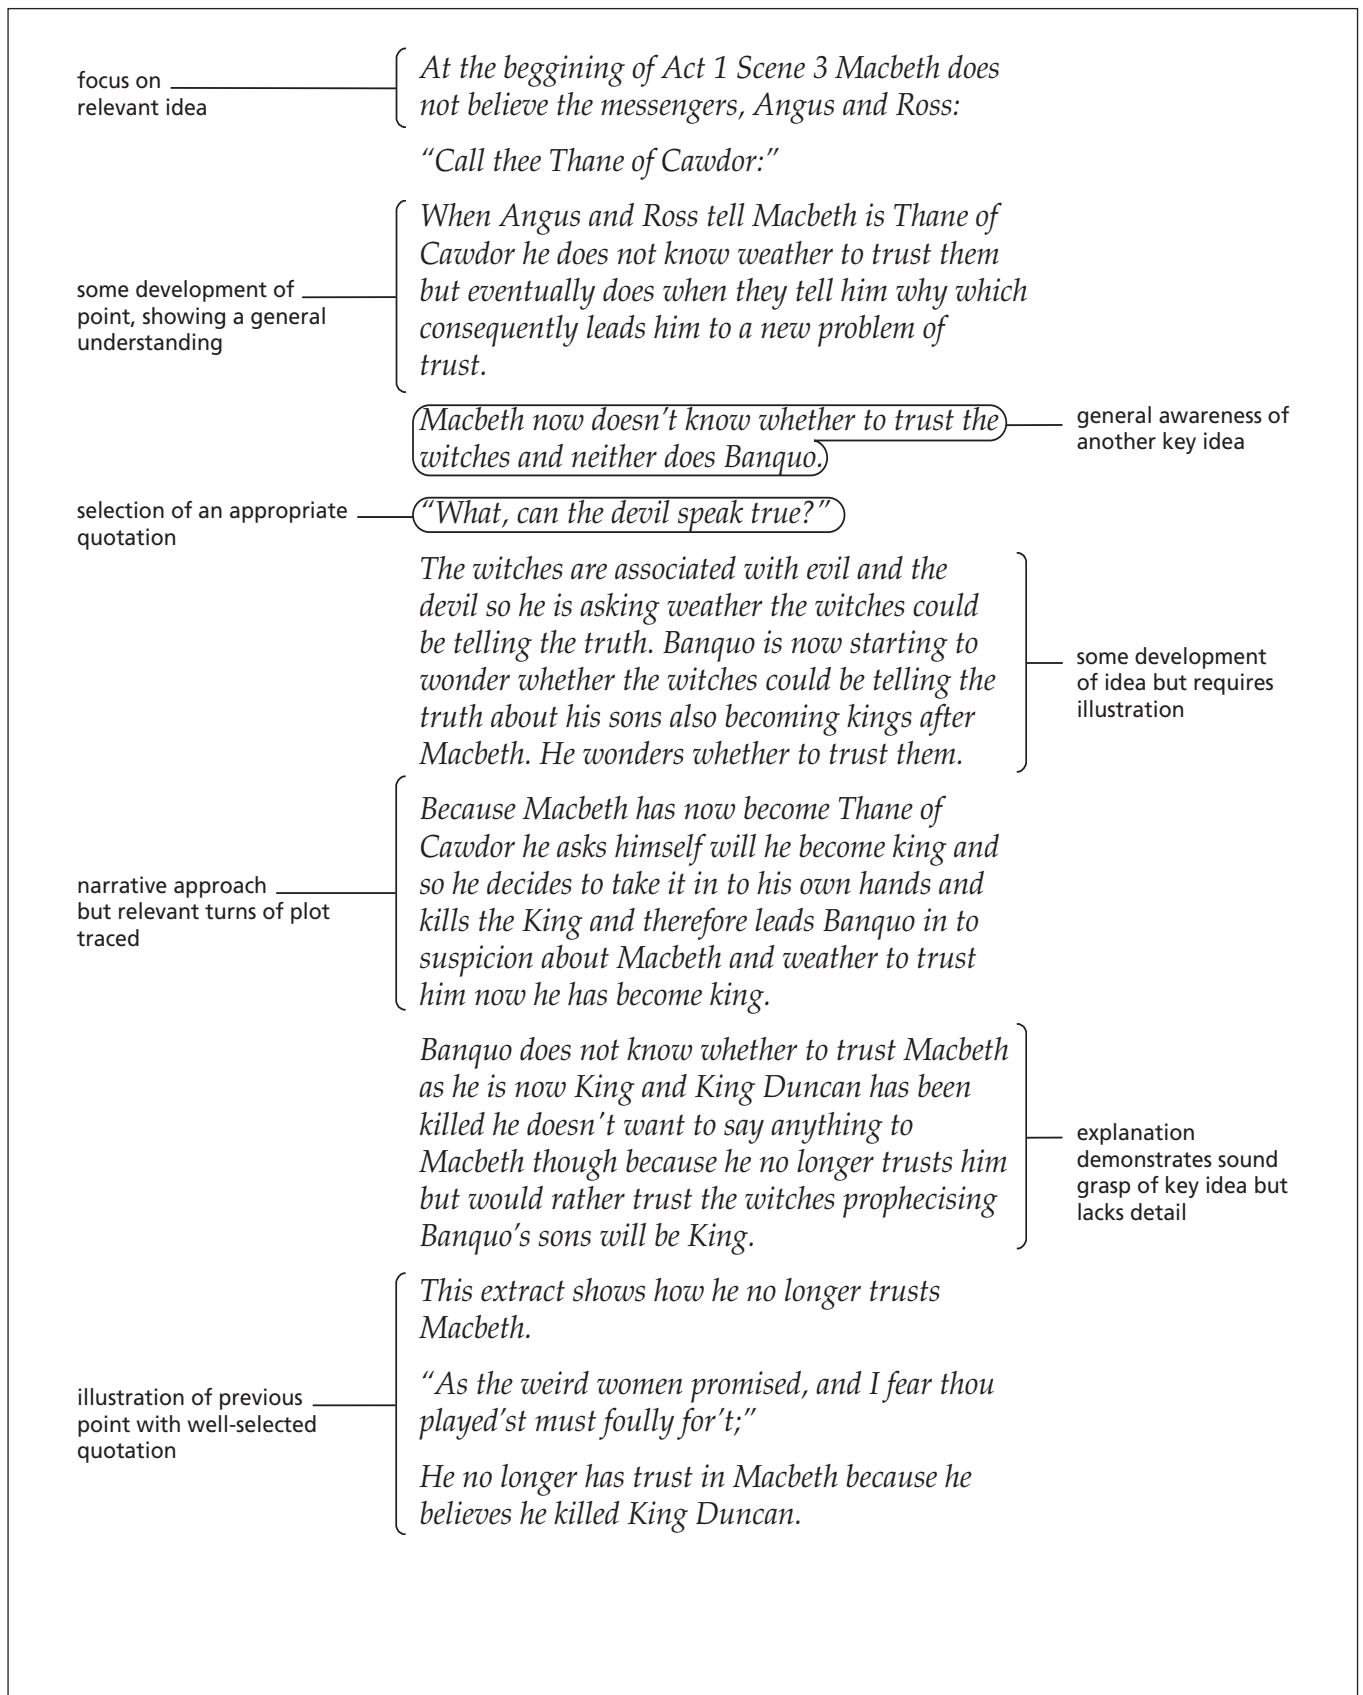 focus on
relevant idea
At the beggining of Act 1 Scene 3 Macbeth does
not believe the messengers, Angus and Ross:
“Call thee Thane of Cawdor:”
some development of
point, showing a general
understanding
When Angus and Ross tell Macbeth is Thane of
Cawdor he does not know weather to trust them
but eventually does when they tell him why which
consequently leads him to a new problem of
trust.
Macbeth now doesn’t know whether to trust the
witches and neither does Banquo.
general awareness of
another key idea
selection of an appropriate
quotation
“What, can the devil speak true?”
The witches are associated with evil and the
devil so he is asking weather the witches could
be telling the truth. Banquo is now starting to
wonder whether the witches could be telling the
truth about his sons also becoming kings after
Macbeth. He wonders whether to trust them.
some development
of idea but requires
illustration
narrative approach
but relevant turns of plot
traced
Because Macbeth has now become Thane of
Cawdor he asks himself will he become king and
so he decides to take it in to his own hands and
kills the King and therefore leads Banquo in to
suspicion about Macbeth and weather to trust
him now he has become king.
Banquo does not know whether to trust Macbeth
as he is now King and King Duncan has been
killed he doesn’t want to say anything to
Macbeth though because he no longer trusts him
but would rather trust the witches prophecising
Banquo’s sons will be King.
explanation
demonstrates sound
grasp of key idea but
lacks detail
This extract shows how he no longer trusts
Macbeth.
illustration of previous
point with well-selected
quotation
“As the weird women promised, and I fear thou
played’st must foully for’t;”
He no longer has trust in Macbeth because he
believes he killed King Duncan.